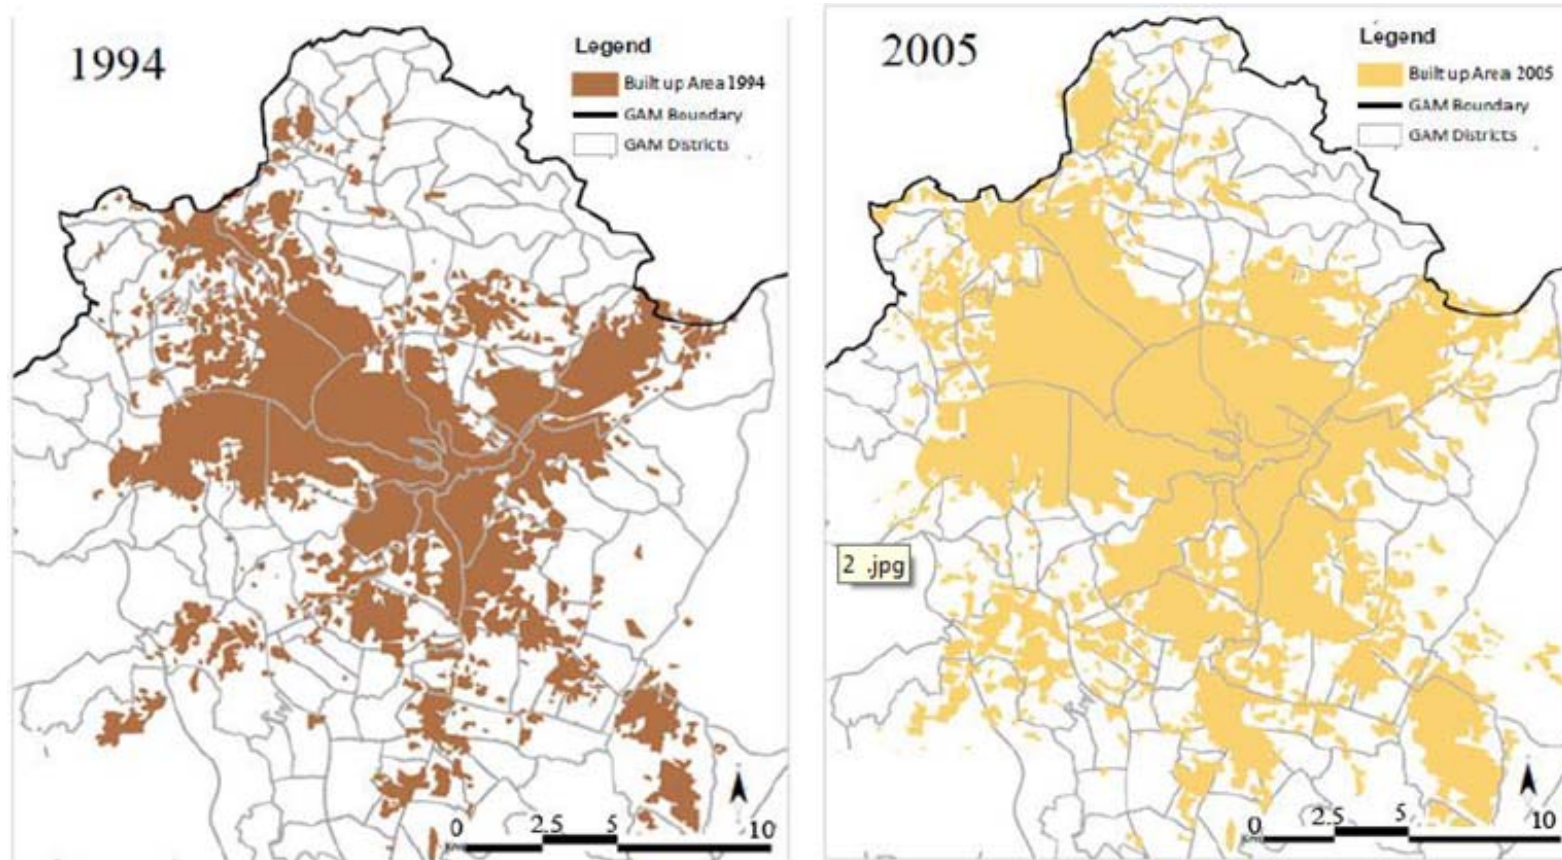 1994
Legend
Built up Area 1994
GAM Boundary
GAM Districts
0 2.5 5 10
2005
Legend
Built up Area 2005
GAM Boundary
GAM Districts
2 .jpg
0 2.5 5 10